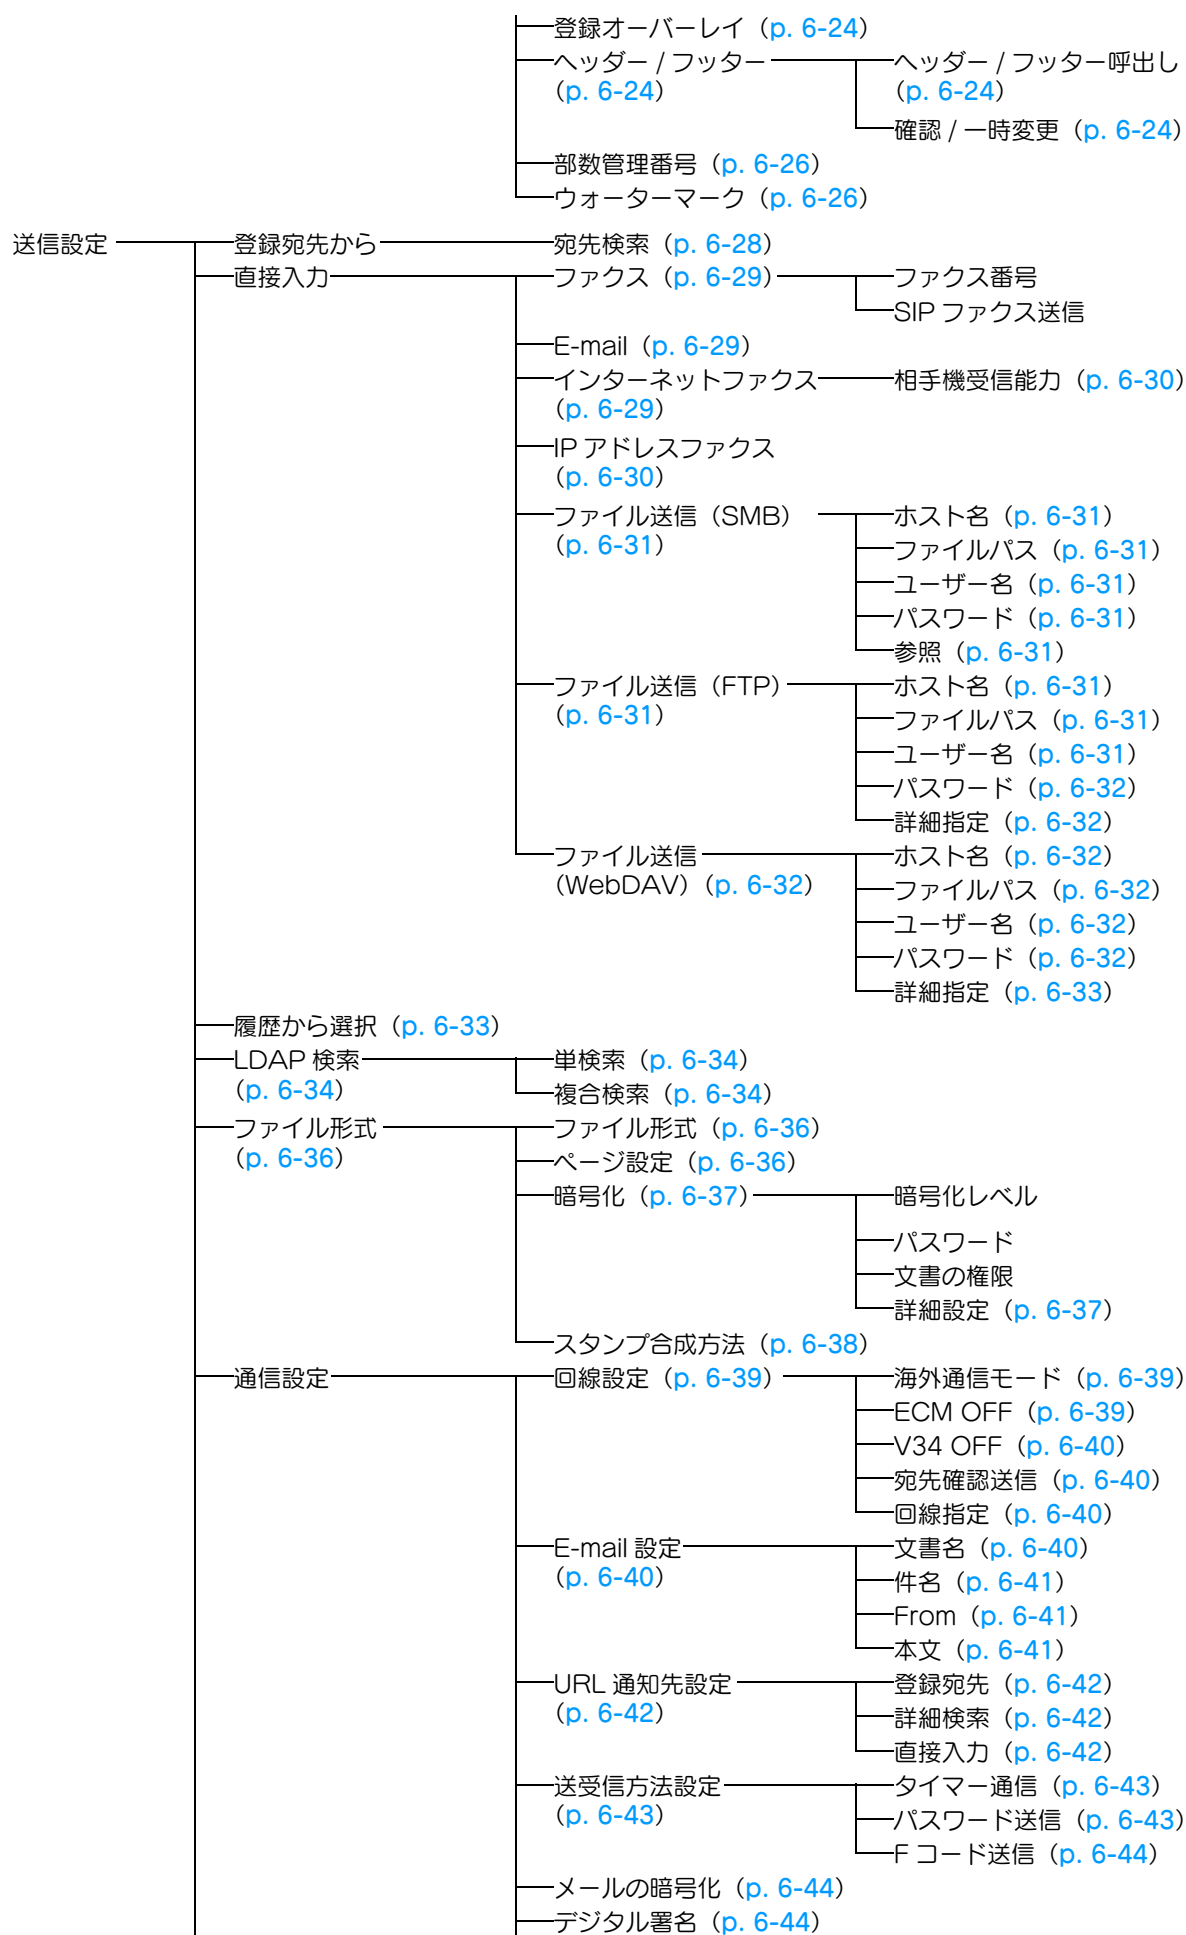 登録オーバーレイ（p. 6-24）
ヘッダー / フッター
（p. 6-24）
ヘッダー / フッター呼出し
（p. 6-24）
確認 / 一時変更（p. 6-24）
部数管理番号（p. 6-26）
ウォーターマーク（p. 6-26）
送信設定
登録宛先から
宛先検索（p. 6-28）
直接入力
ファクス（p. 6-29）
ファクス番号
SIP ファクス送信
E-mail（p. 6-29）
インターネットファクス
（p. 6-29）
相手機受信能力（p. 6-30）
IP アドレスファクス
（p. 6-30）
ファイル送信（SMB）
（p. 6-31）
ホスト名（p. 6-31）
ファイルパス（p. 6-31）
ユーザー名（p. 6-31）
パスワード（p. 6-31）
参照（p. 6-31）
ファイル送信（FTP）
（p. 6-31）
ホスト名（p. 6-31）
ファイルパス（p. 6-31）
ユーザー名（p. 6-31）
パスワード（p. 6-32）
詳細指定（p. 6-32）
ファイル送信
（WebDAV）（p. 6-32）
ホスト名（p. 6-32）
ファイルパス（p. 6-32）
ユーザー名（p. 6-32）
パスワード（p. 6-32）
詳細指定（p. 6-33）
履歴から選択（p. 6-33）
LDAP 検索
（p. 6-34）
単検索（p. 6-34）
複合検索（p. 6-34）
ファイル形式
（p. 6-36）
ファイル形式（p. 6-36）
ページ設定（p. 6-36）
暗号化（p. 6-37）
暗号化レベル
パスワード
文書の権限
詳細設定（p. 6-37）
スタンプ合成方法（p. 6-38）
通信設定
回線設定（p. 6-39）
海外通信モード（p. 6-39）
ECM OFF（p. 6-39）
V34 OFF（p. 6-40）
宛先確認送信（p. 6-40）
回線指定（p. 6-40）
E-mail 設定
（p. 6-40）
文書名（p. 6-40）
件名（p. 6-41）
From（p. 6-41）
本文（p. 6-41）
URL 通知先設定
（p. 6-42）
登録宛先（p. 6-42）
詳細検索（p. 6-42）
直接入力（p. 6-42）
送受信方法設定
（p. 6-43）
タイマー通信（p. 6-43）
パスワード送信（p. 6-43）
F コード送信（p. 6-44）
メールの暗号化（p. 6-44）
デジタル署名（p. 6-44）